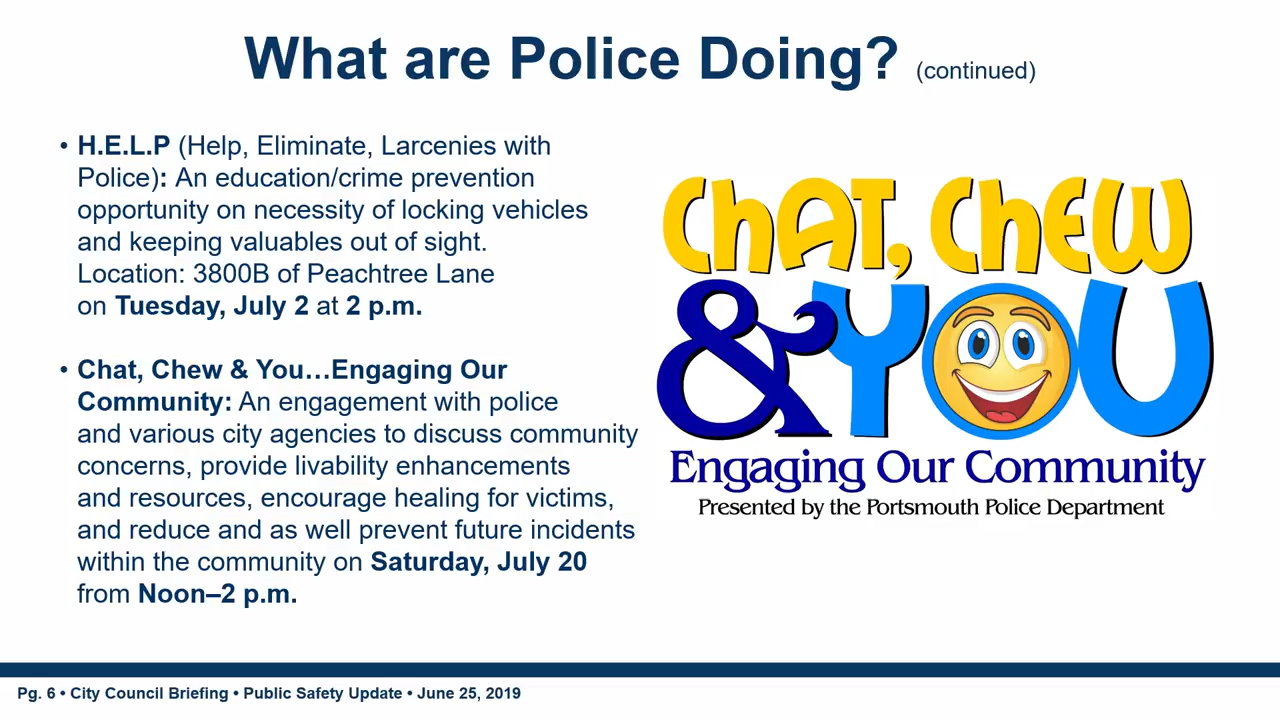 What are Police Doing? (continued)
• H.E.L.P (Help, Eliminate, Larcenies with
Police): An education/crime prevention
opportunity on necessity of locking vehicles
and keeping valuables out of sight.
Location: 3800B of Peachtree Lane
on Tuesday, July 2 at 2 p.m.
• Chat, Chew & You…Engaging Our
Community: An engagement with police
and various city agencies to discuss community
concerns, provide livability enhancements
and resources, encourage healing for victims,
and reduce and as well prevent future incidents
within the community on Saturday, July 20
from Noon–2 p.m.
ChAT, ChEW
& YOU
Engaging Our Community
Presented by the Portsmouth Police Department
Pg. 6 • City Council Briefing • Public Safety Update • June 25, 2019